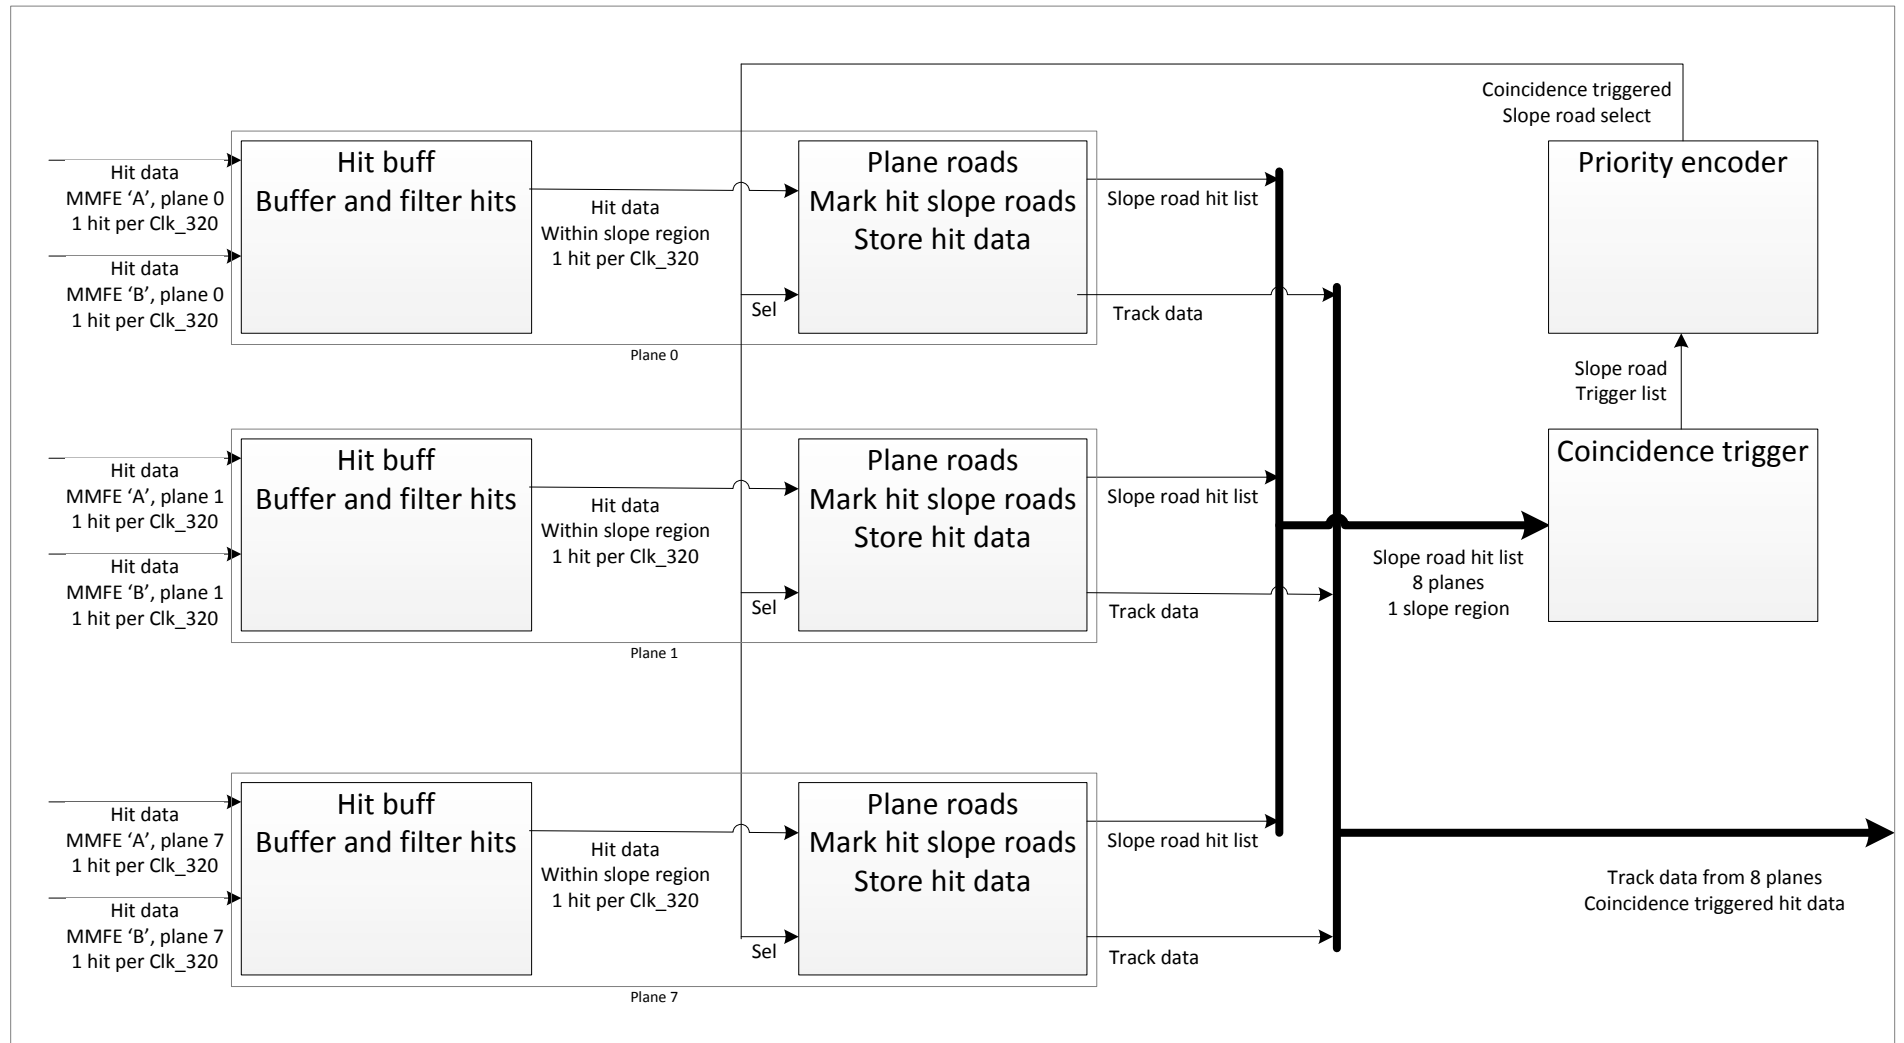 Coincidence triggered
Slope road select
Hit data
MMFE ‘A’, plane 0
1 hit per Clk_320
Hit data
MMFE ‘B’, plane 0
1 hit per Clk_320
Hit buff
Buffer and filter hits
Hit data
Within slope region
1 hit per Clk_320
Sel
Plane roads
Mark hit slope roads
Store hit data
Slope road hit list
Track data
Plane 0
Priority encoder
Slope road
Trigger list
Hit data
MMFE ‘A’, plane 1
1 hit per Clk_320
Hit data
MMFE ‘B’, plane 1
1 hit per Clk_320
Hit buff
Buffer and filter hits
Hit data
Within slope region
1 hit per Clk_320
Sel
Plane roads
Mark hit slope roads
Store hit data
Slope road hit list
Track data
Plane 1
Coincidence trigger
Slope road hit list
8 planes
1 slope region
Hit data
MMFE ‘A’, plane 7
1 hit per Clk_320
Hit data
MMFE ‘B’, plane 7
1 hit per Clk_320
Hit buff
Buffer and filter hits
Hit data
Within slope region
1 hit per Clk_320
Sel
Plane roads
Mark hit slope roads
Store hit data
Slope road hit list
Track data
Plane 7
Track data from 8 planes
Coincidence triggered hit data